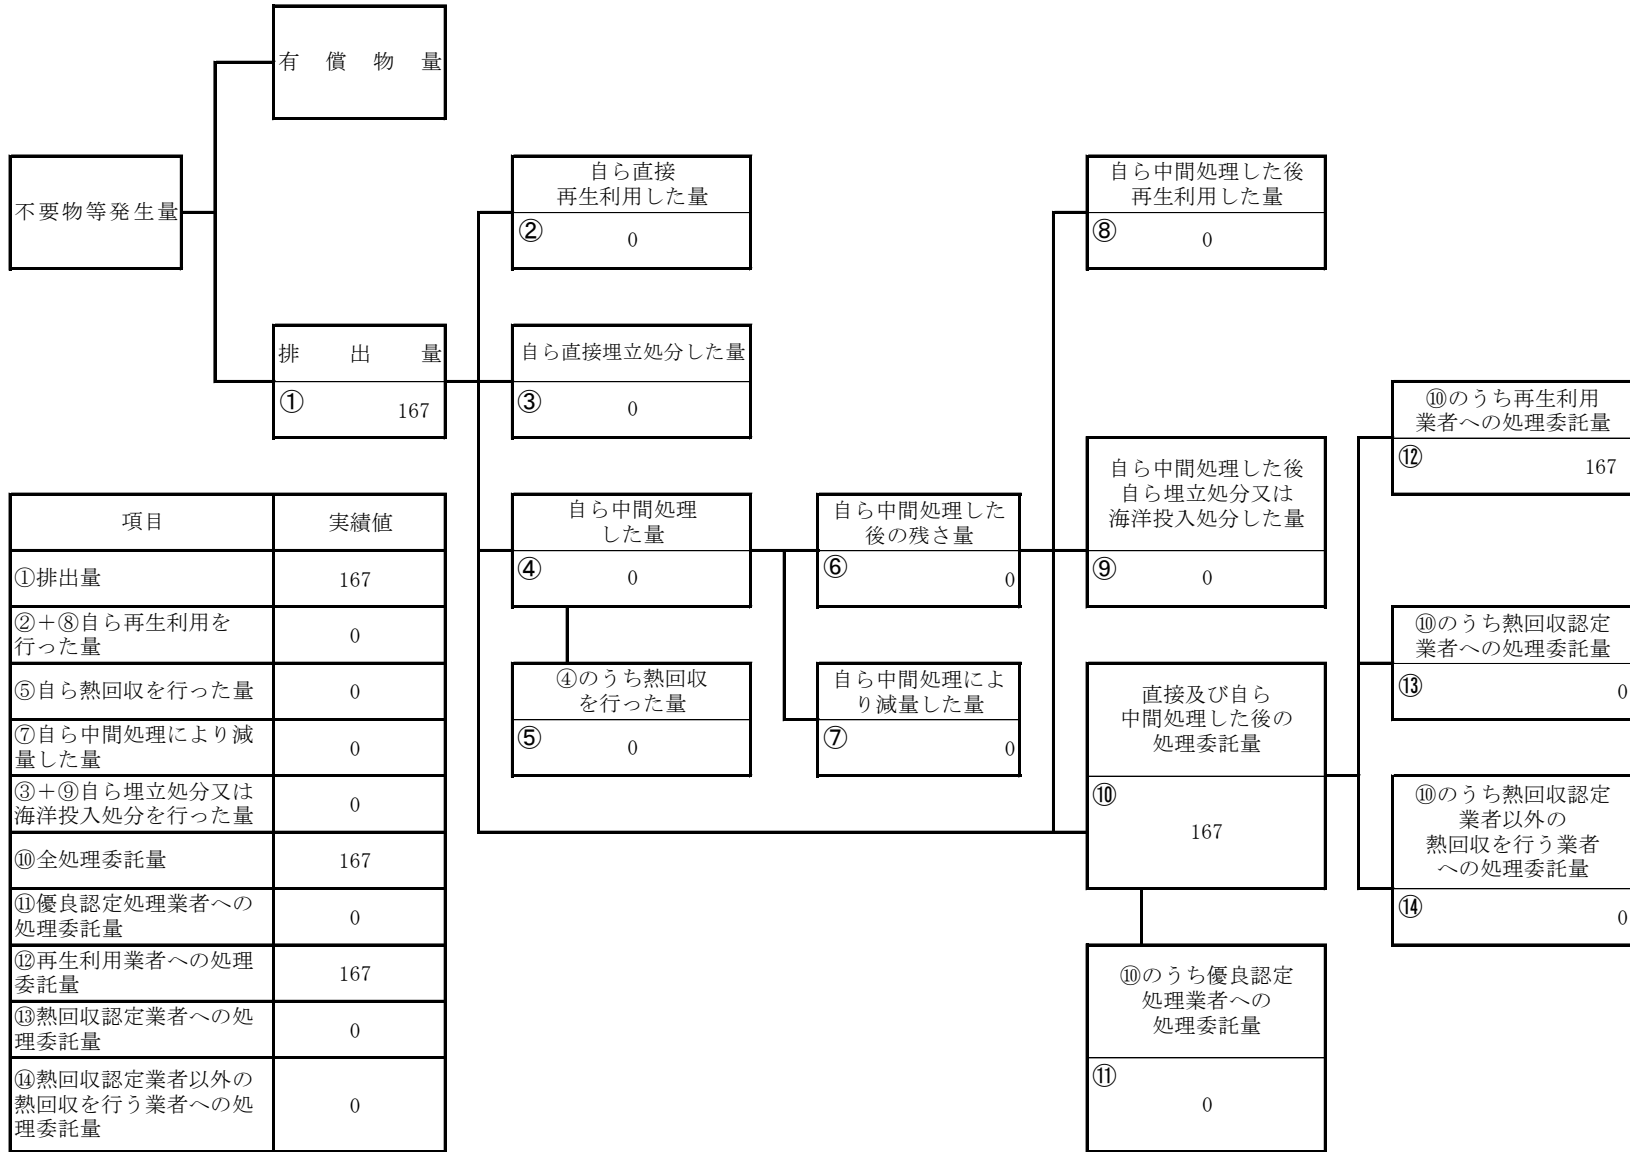 有償物量
不要物等発生量
排出量
①
167
自ら直接
再生利用した量
②
0
自ら直接埋立処分した量
③
0
自ら中間処理
した量
④
0
④のうち熱回収
を行った量
⑤
0
自ら中間処理した
後の残さ量
⑥
0
自ら中間処理によ
り減量した量
⑦
0
自ら中間処理した後
再生利用した量
⑧
0
自ら中間処理した後
自ら埋立処分又は
海洋投入処分した量
⑨
0
直接及び自ら
中間処理した後の
処理委託量
⑩
167
⑩のうち優良認定
処理業者への
処理委託量
⑪
0
⑩のうち再生利用
業者への処理委託量
⑫
167
⑩のうち熱回収認定
業者への処理委託量
⑬
0
⑩のうち熱回収認定
業者以外の
熱回収を行う業者
への処理委託量
⑭
0
項目 実績値
①排出量 167
②+⑧自ら再生利用を
行った量 0
⑤自ら熱回収を行った量 0
⑦自ら中間処理により減
量した量 0
③+⑨自ら埋立処分又は
海洋投入処分を行った量 0
⑩全処理委託量 167
⑪優良認定処理業者への
処理委託量 0
⑫再生利用業者への処理
委託量 167
⑬熱回収認定業者への処
理委託量 0
⑭熱回収認定業者以外の
熱回収を行う業者への処
理委託量 0